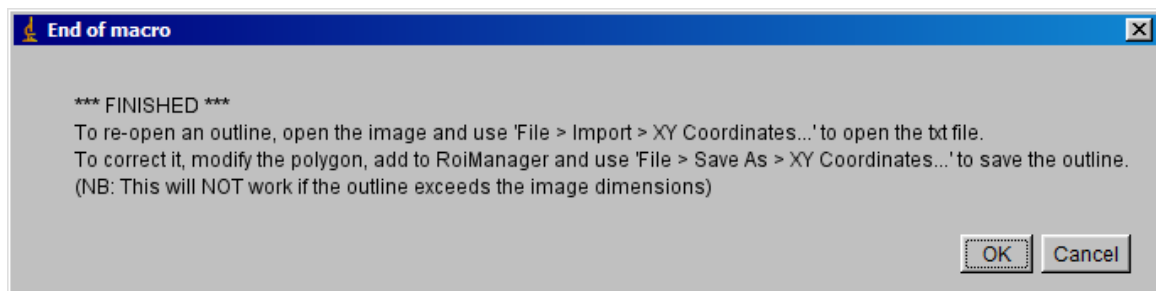 End of macro
*** FINISHED ***
To re-open an outline, open the image and use 'File > Import > XY Coordinates...' to open the txt file.
To correct it, modify the polygon, add to RoiManager and use 'File > Save As > XY Coordinates...' to save the outline.
(NB: This will NOT work if the outline exceeds the image dimensions)
OK Cancel